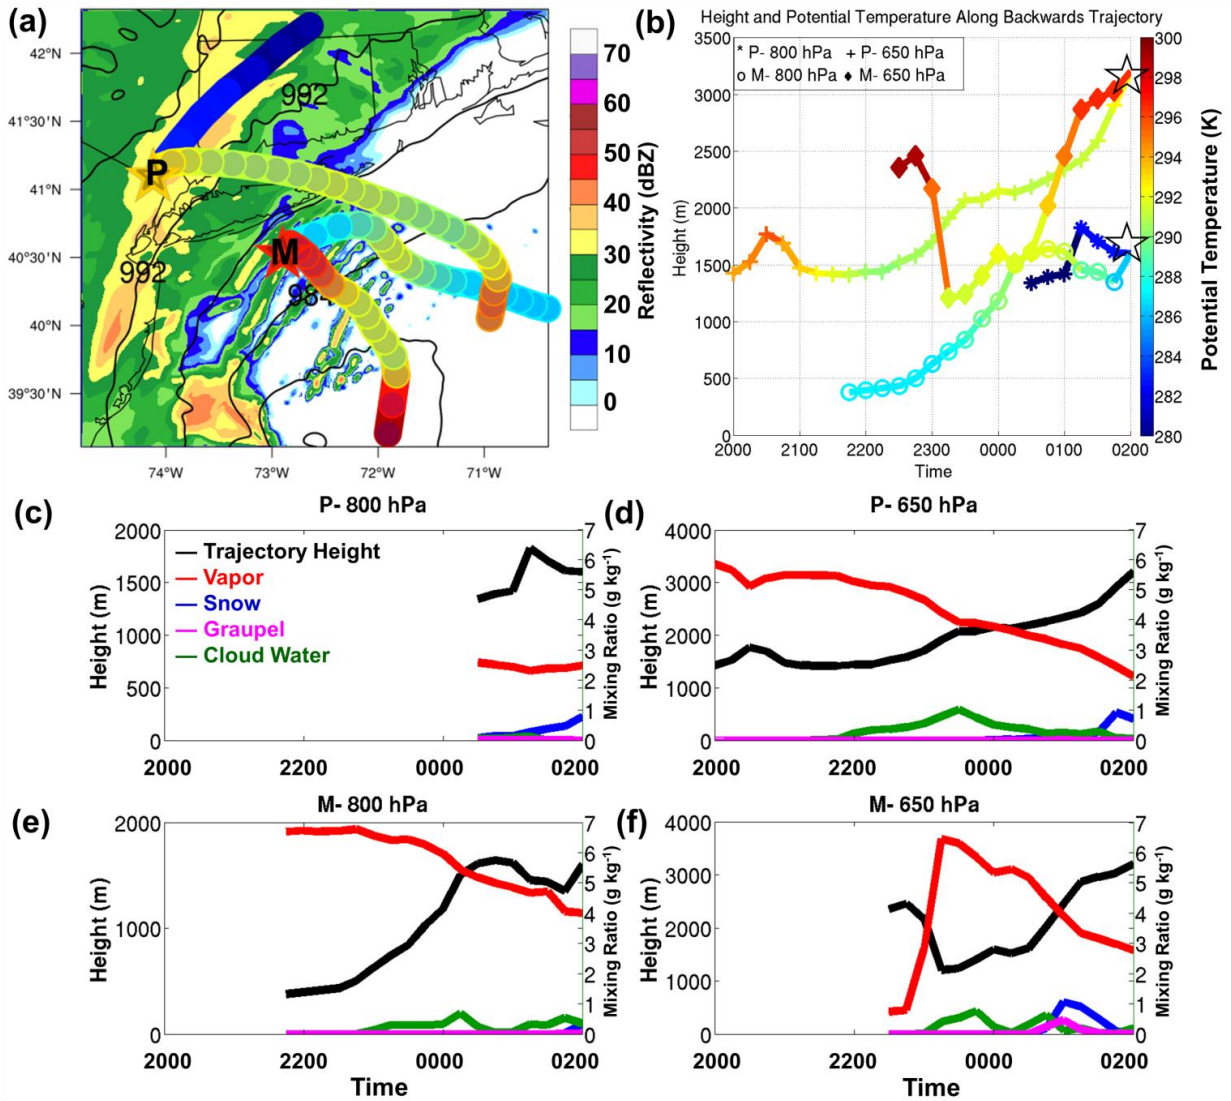 (a)
42°N
41°30'N
41°N
40°30'N
40°N
39°30'N
74°W 73°W 72°W 71°W
992
P
M
992
984
70
60
50
40
30
20
10
0
Reflectivity (dBZ)
(b)
Height and Potential Temperature Along Backwards Trajectory
* P- 800 hPa + P- 650 hPa
o M- 800 hPa ♦ M- 650 hPa
3500
3000
2500
2000
1500
1000
500
0
Height (m)
2000 2100 2200 2300 0000 0100 0200
Time
300
298
296
294
292
290
288
286
284
282
280
Potential Temperature (K)
(c)
P- 800 hPa
Trajectory Height
Vapor
Snow
Graupel
Cloud Water
2000
1500
1000
500
0
Height (m)
7
6
5
4
3
2
1
0
Mixing Ratio (g kg-1)
2000 2200 0000 0200
(d)
P- 650 hPa
4000
3000
2000
1000
0
Height (m)
7
6
5
4
3
2
1
0
Mixing Ratio (g kg-1)
2000 2200 0000 0200
(e)
M- 800 hPa
2000
1000
0
Height (m)
7
6
5
4
3
2
1
0
Mixing Ratio (g kg-1)
2000 2200 0000 0200
Time
(f)
M- 650 hPa
4000
3000
2000
1000
0
Height (m)
7
6
5
4
3
2
1
0
Mixing Ratio (g kg-1)
2000 2200 0000 0200
Time